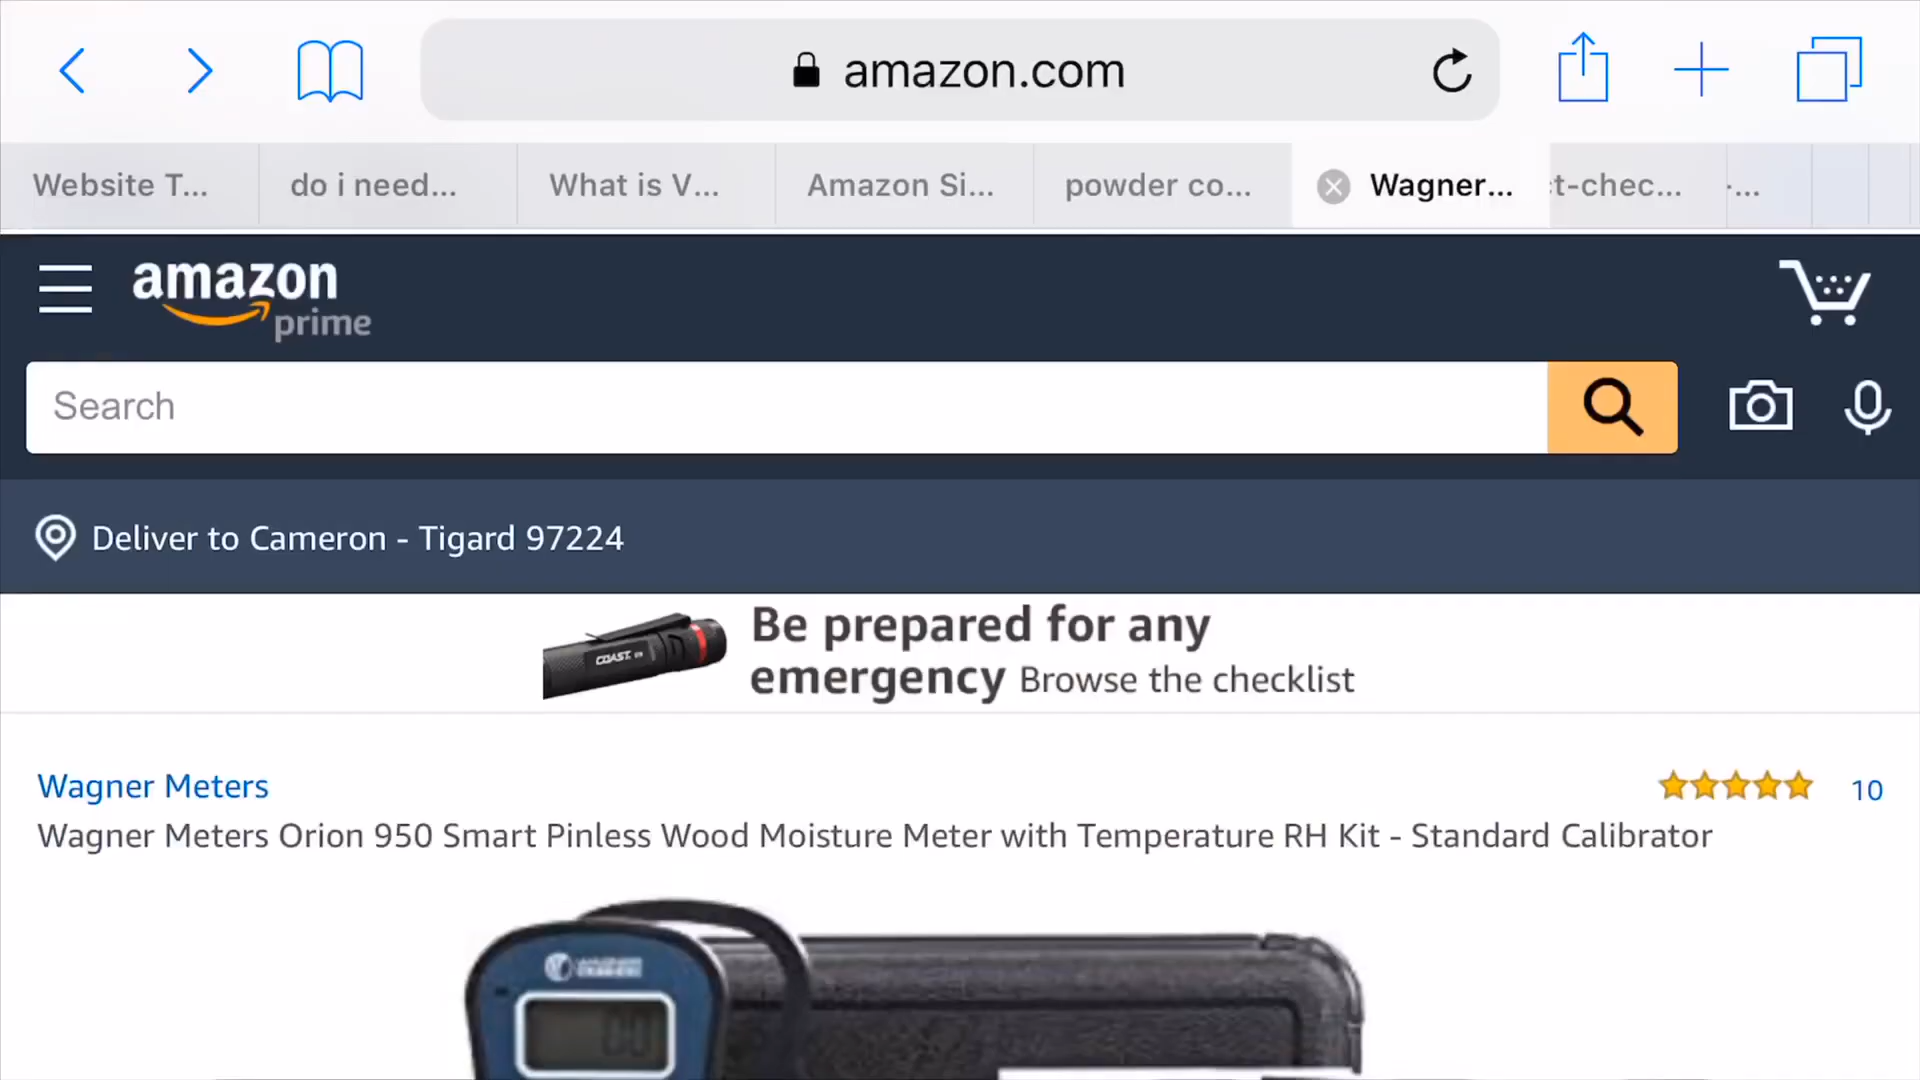 amazon.com
Website T...
do i need...
What is V...
Amazon Si...
powder co...
Wagner...
t-chec...
amazon
prime
Search
Deliver to Cameron - Tigard 97224
COAST
Be prepared for any
emergency Browse the checklist
Wagner Meters
10
Wagner Meters Orion 950 Smart Pinless Wood Moisture Meter with Temperature RH Kit - Standard Calibrator